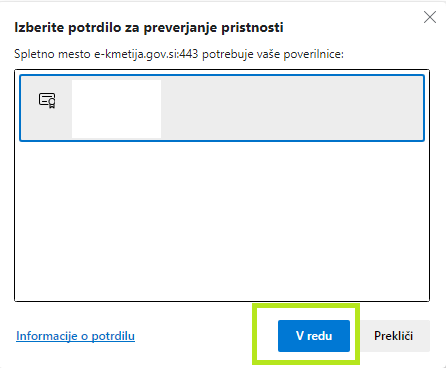 Izberite potrdilo za preverjanje pristnosti
Spletno mesto e-kmetija.gov.si:443 potrebuje vaše poverilnice:
Informacije o potrdilu
V redu
Prekliči